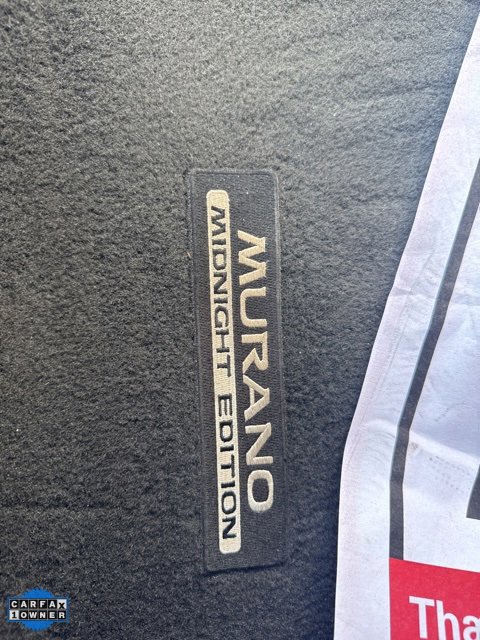 MURANO
MIDNIGHT EDITION
Tha
CARFAX
1 OWNER